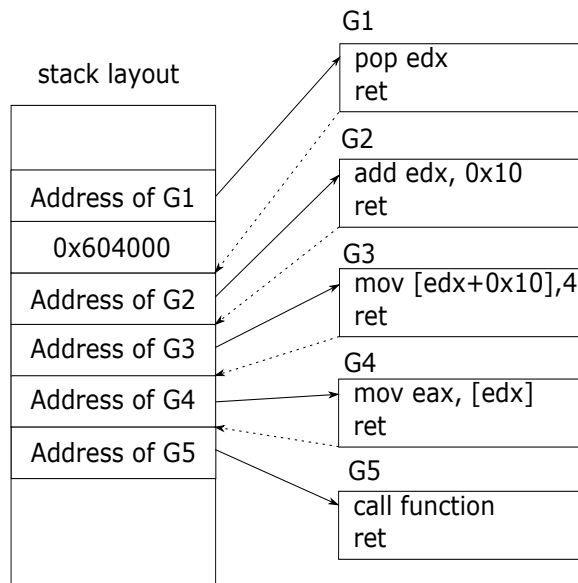 stack layout
Address of G1
0x604000
Address of G2
Address of G3
Address of G4
Address of G5
G1
pop edx
ret
G2
add edx, 0x10
ret
G3
mov [edx+0x10],4
ret
G4
mov eax, [edx]
ret
G5
call function
ret